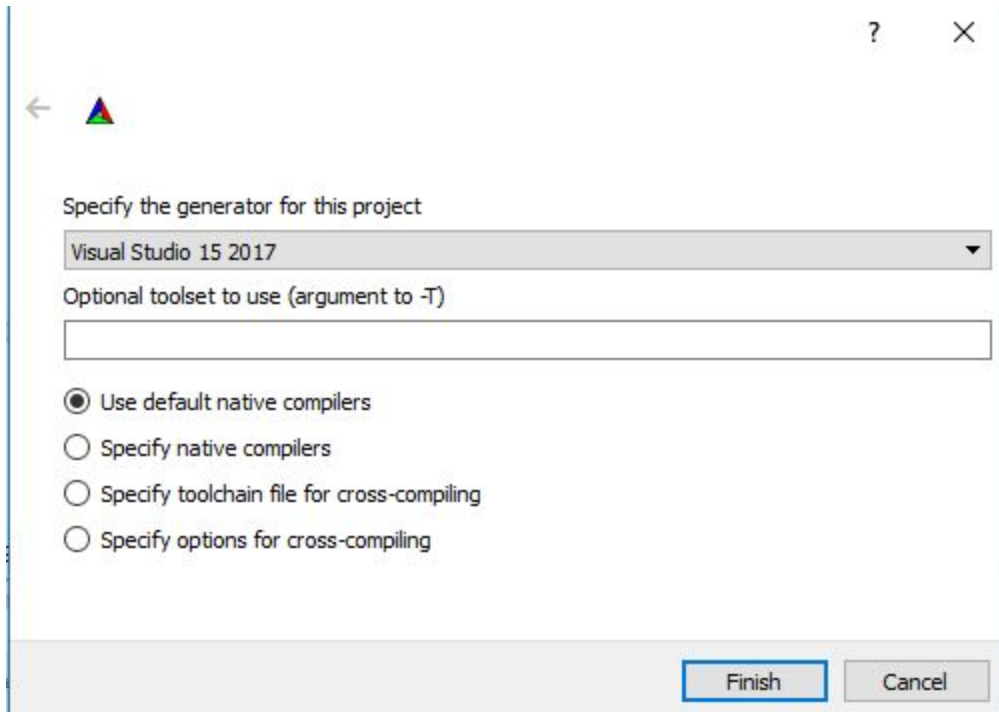 ?
Specify the generator for this project
Visual Studio 15 2017
Optional toolset to use (argument to -T)
Use default native compilers
Specify native compilers
Specify toolchain file for cross-compiling
Specify options for cross-compiling
Finish Cancel